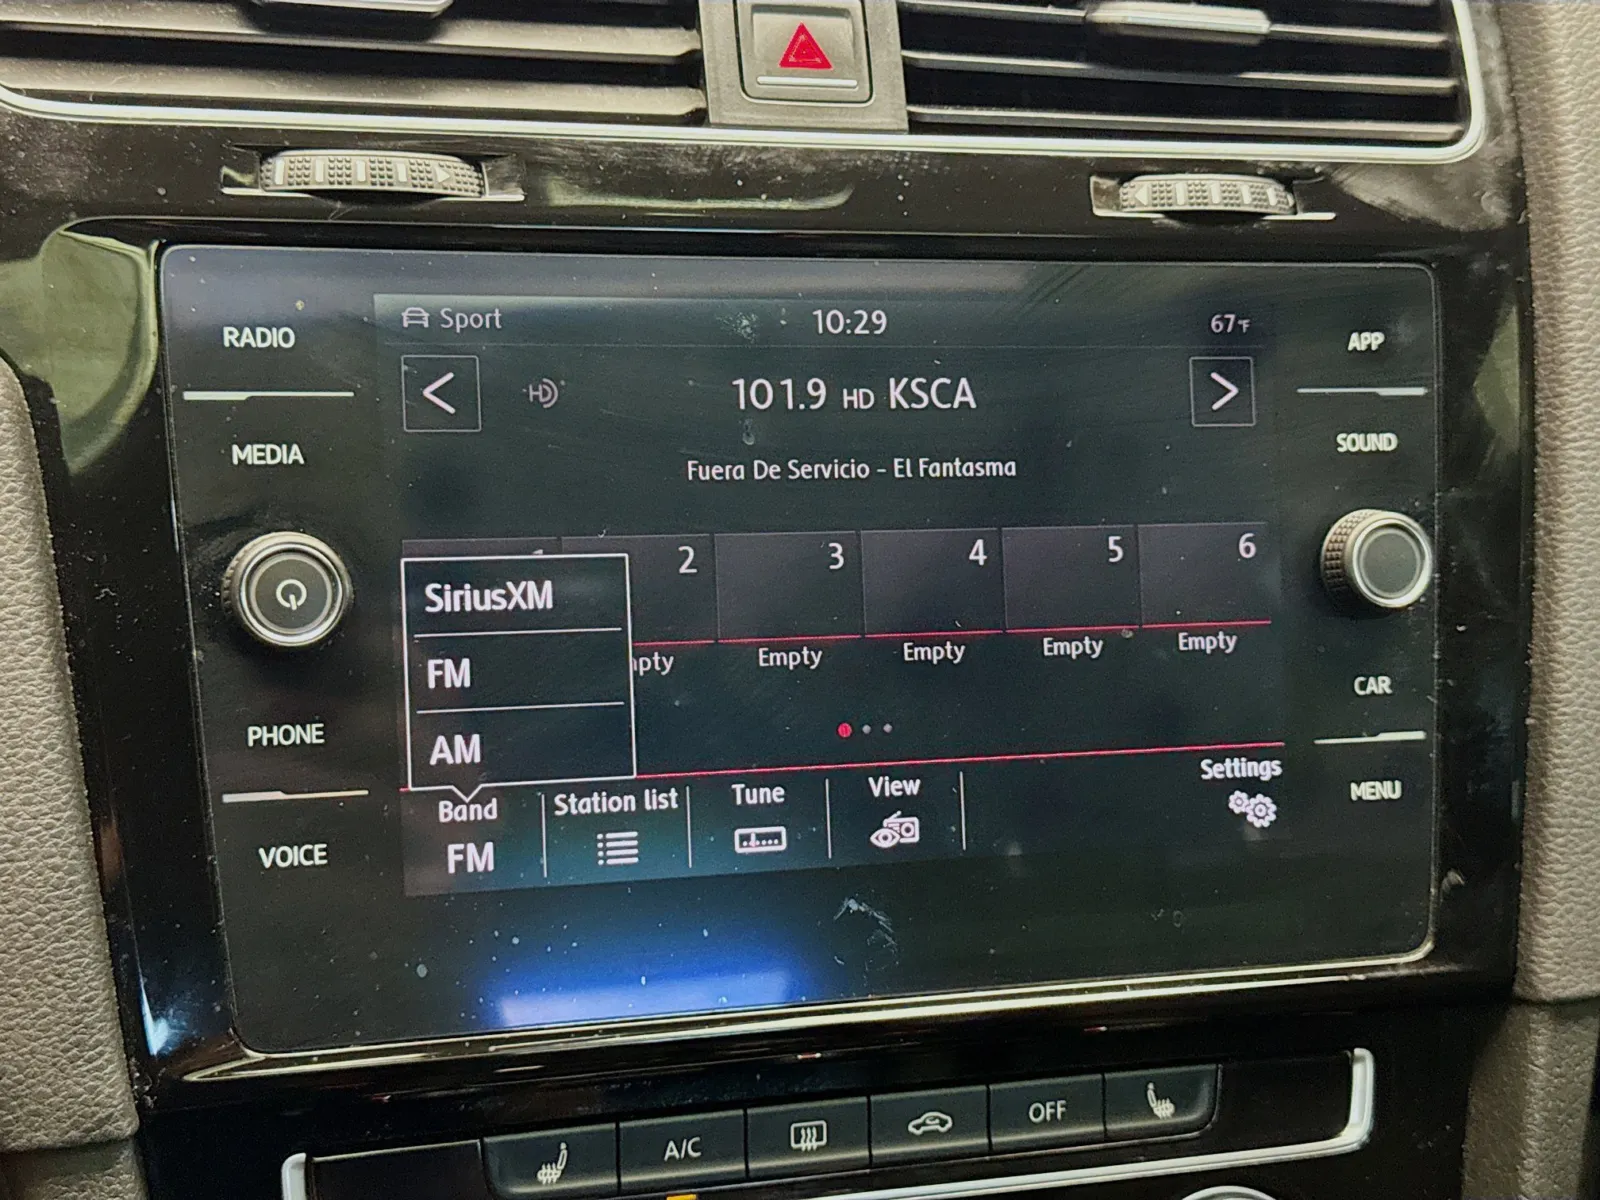 RADIO
MEDIA
PHONE
VOICE
Sport
10:29
67°F
HD
101.9 HD KSCA
Fuera De Servicio - El Fantasma
2
3
4
5
6
Empty
Empty
Empty
Empty
SiriusXM
FM
AM
Band
FM
Station list
Tune
View
Settings
APP
SOUND
CAR
MENU
A/C
OFF